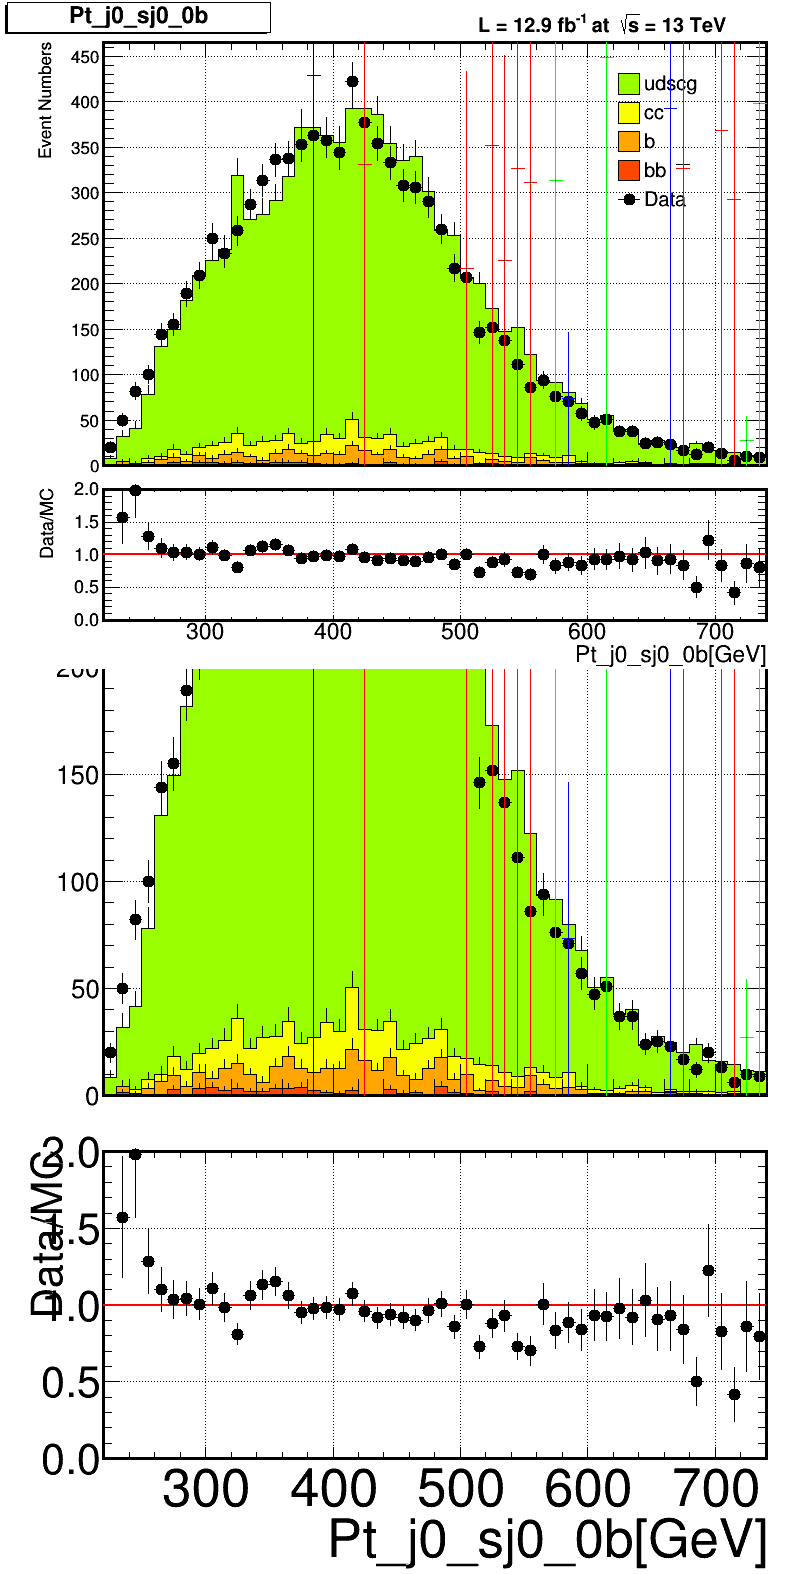 Pt_j0_sj0_0b
L = 12.9 fb⁻¹ at √s = 13 TeV
Event Numbers
450
400
350
300
250
200
150
100
50
0
udscg
cc
b
bb
Data
Data/MC
2.0
1.5
1.0
0.5
0.0
300 400 500 600 700
Pt_j0_sj0_0b[GeV]
200
150
100
50
0
Data/MC
2.0
1.5
1.0
0.5
0.0
300 400 500 600 700
Pt_j0_sj0_0b[GeV]